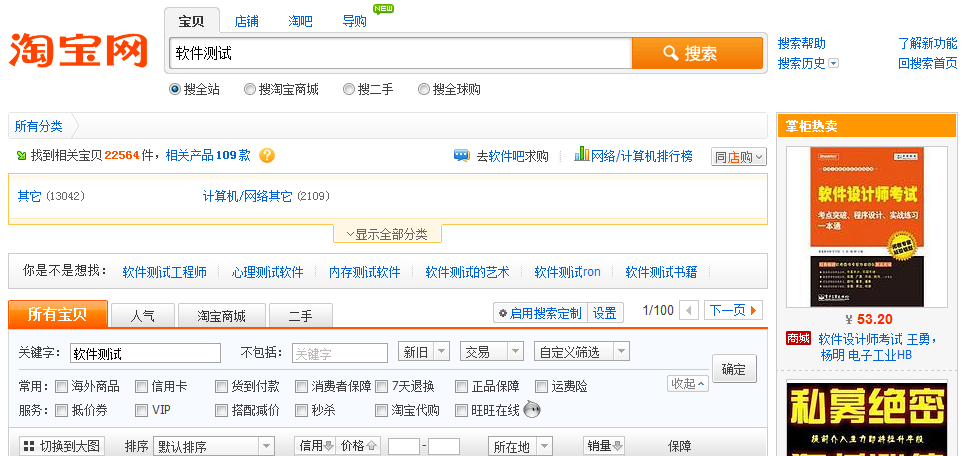 宝贝 店铺 淘吧 导购 NEW
淘宝网
软件测试 搜索
搜索帮助 了解新功能
搜索历史 回搜索首页
搜全站 搜淘宝商城 搜二手 搜全球购
所有分类
找到相关宝贝 22564 件，相关产品 109 款 ? 去软件吧求购 网络/计算机排行榜 同店购
其它 (13042) 计算机/网络其它 (2109)
显示全部分类
你是不是想找： 软件测试工程师 心理测试软件 内存测试软件 软件测试的艺术 软件测试ron 软件测试书籍
所有宝贝 人气 淘宝商城 二手 启用搜索定制 设置 1/100 下一页
关键字： 软件测试 不包括： 关键字 新旧 交易 自定义筛选 确定
常用： 海外商品 信用卡 货到付款 消费者保障 7天退换 正品保障 运费险 收起
服务： 抵价券 VIP 搭配减价 秒杀 淘宝代购 旺旺在线
切换到大图 排序 默认排序 信用 价格 - 所在地 销量 保障
掌柜热卖
软件设计师考试
考点突破、程序设计、实战练习
一本通
¥ 53.20
商城 软件设计师考试 王勇，
杨明 电子工业HB
私募绝密